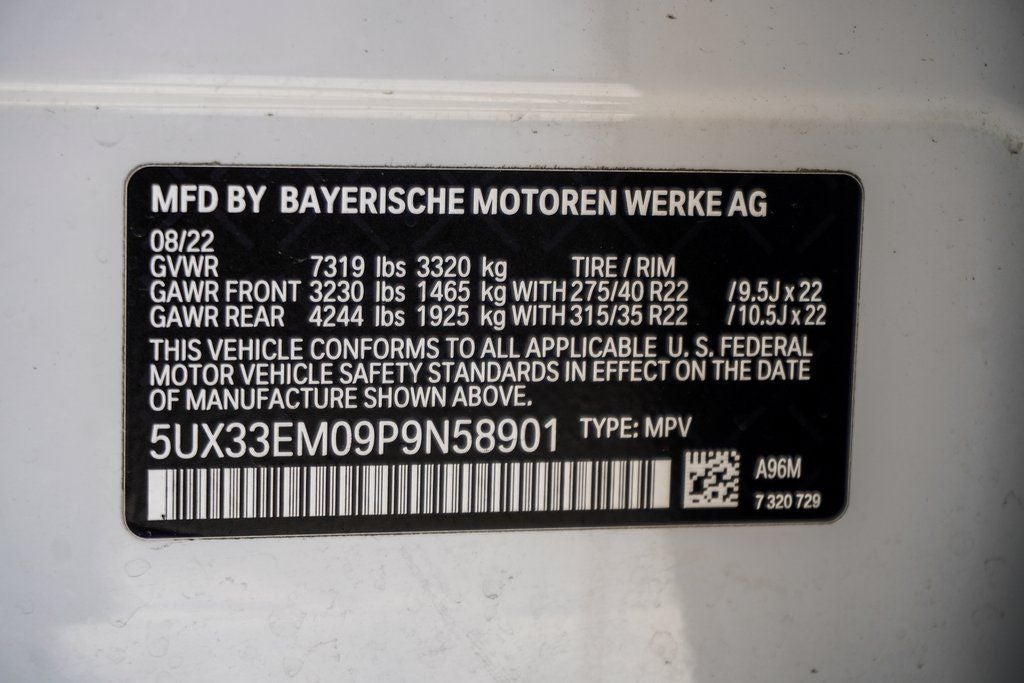 MFD BY BAYERISCHE MOTOREN WERKE AG
08/22
GVWR 7319 lbs 3320 kg TIRE / RIM
GAWR FRONT 3230 lbs 1465 kg WITH 275/40 R22 /9.5J x 22
GAWR REAR 4244 lbs 1925 kg WITH 315/35 R22 /10.5J x 22
THIS VEHICLE CONFORMS TO ALL APPLICABLE U. S. FEDERAL
MOTOR VEHICLE SAFETY STANDARDS IN EFFECT ON THE DATE
OF MANUFACTURE SHOWN ABOVE.
5UX33EM09P9N58901 TYPE: MPV
A96M
7 320 729